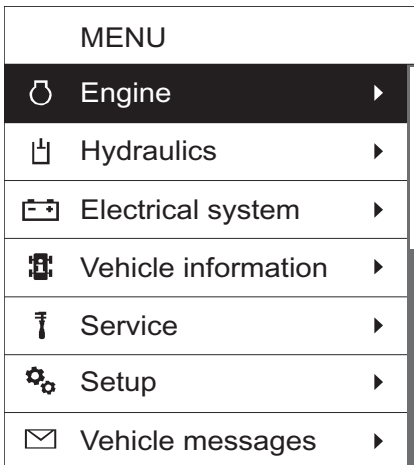 MENU
Engine
Hydraulics
Electrical system
Vehicle information
Service
Setup
Vehicle messages